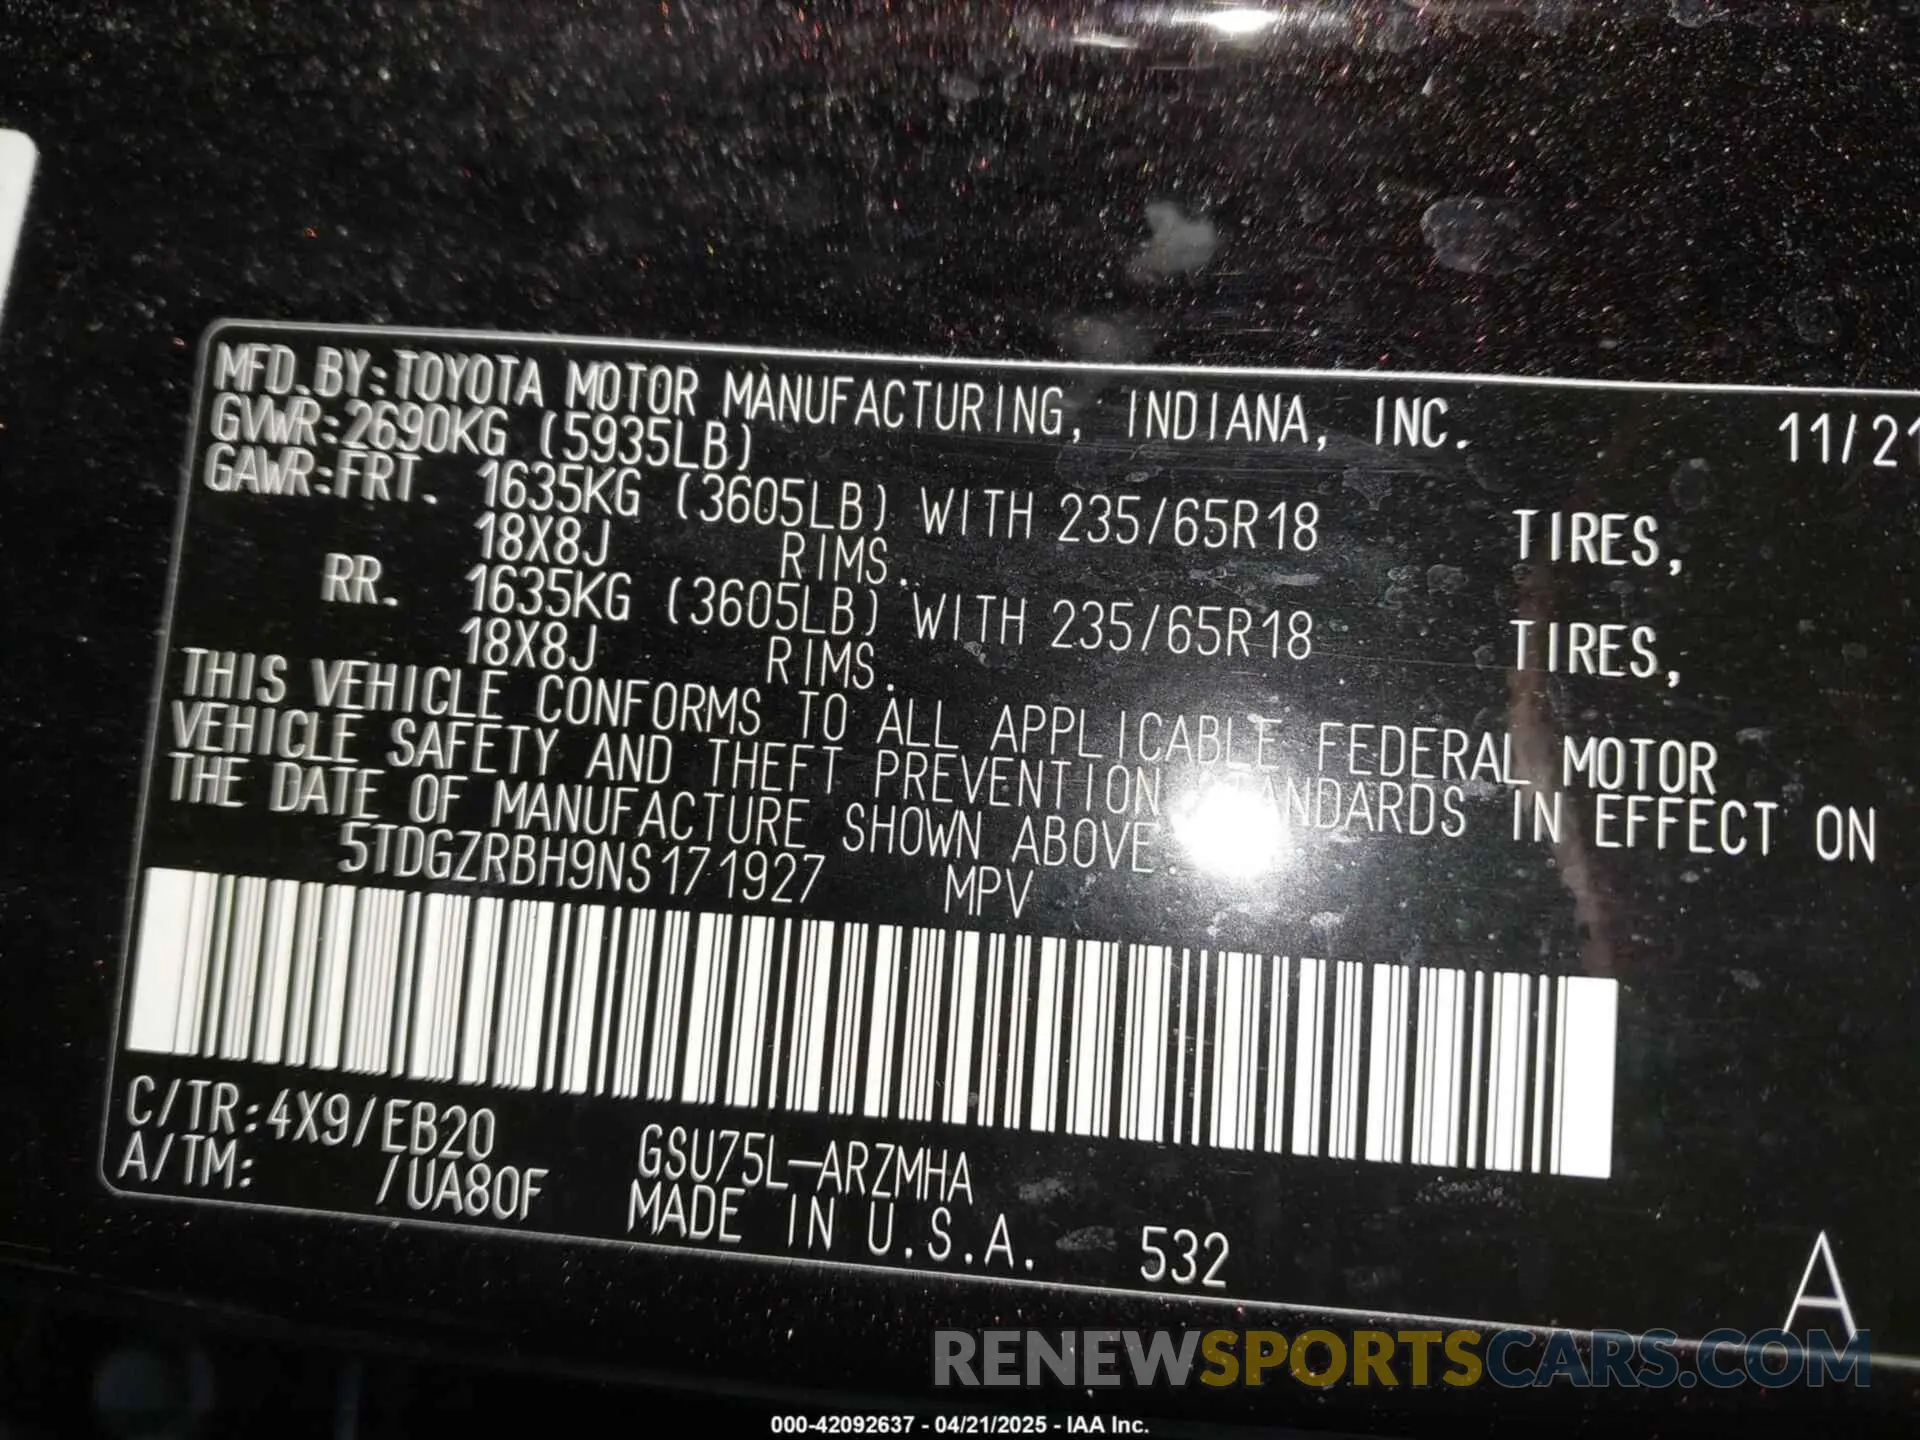 MFD.BY:TOYOTA MOTOR MANUFACTURING, INDIANA, INC. 11/21
GVWR:2690KG (5935LB)
GAWR:FRT. 1635KG (3605LB) WITH 235/65R18 TIRES,
18X8J RIMS.
RR. 1635KG (3605LB) WITH 235/65R18 TIRES,
18X8J RIMS.
THIS VEHICLE CONFORMS TO ALL APPLICABLE FEDERAL MOTOR
VEHICLE SAFETY AND THEFT PREVENTION STANDARDS IN EFFECT ON
THE DATE OF MANUFACTURE SHOWN ABOVE.
5TDGZRBH9NS171927 MPV
C/TR:4X9/EB20 GSU75L-ARZMHA
A/TM: /UA80F MADE IN U.S.A. 532
A
RENEWSPORTSCARS.COM
000-42092637 - 04/21/2025 - IAA Inc.